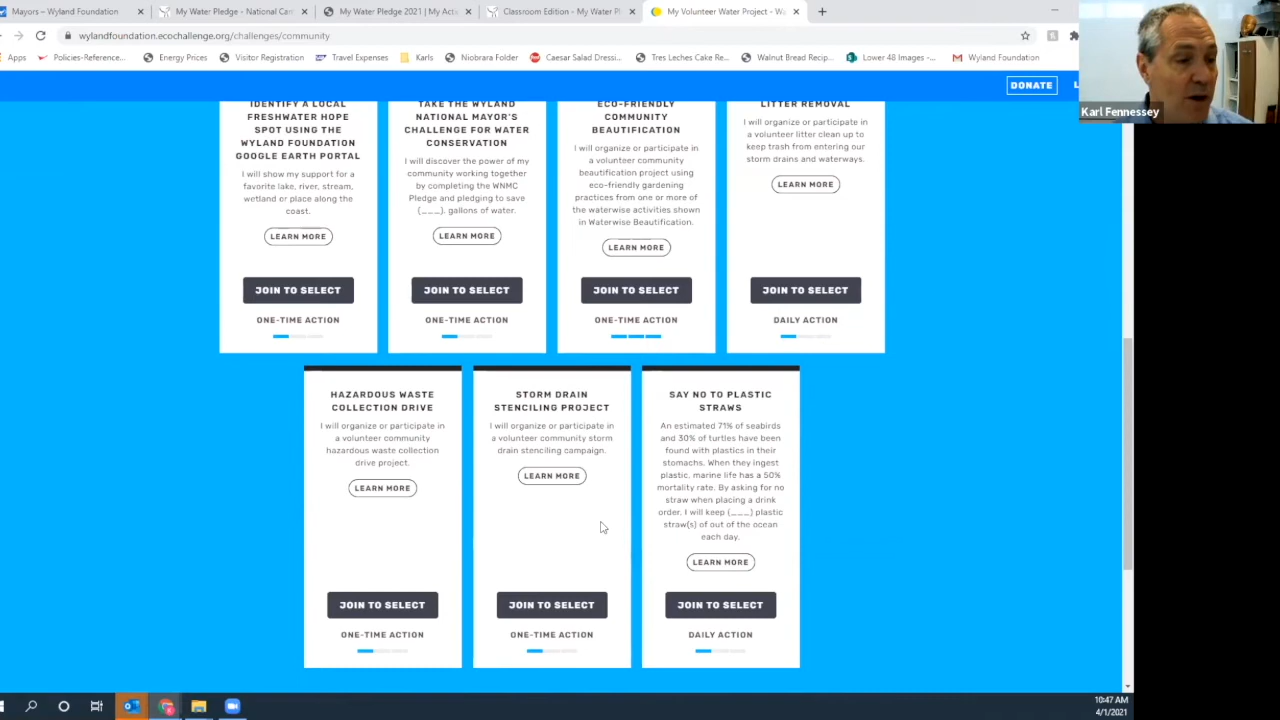 Mayors – Wyland Foundation
My Water Pledge - National Car
My Water Pledge 2021 | My Acti
Classroom Edition - My Water Pl
My Volunteer Water Project - Wa
wylandfoundation.ecochallenge.org/challenges/community
Apps
Policies-Reference...
Energy Prices
Visitor Registration
Travel Expenses
Karls
Niobrara Folder
Caesar Salad Dressi...
Tres Leches Cake Re...
Walnut Bread Recip...
Lower 48 Images -...
Wyland Foundation
DONATE
L
Karl Fennessey
IDENTIFY A LOCAL
FRESHWATER HOPE
SPOT USING THE
WYLAND FOUNDATION
GOOGLE EARTH PORTAL
I will show my support for a
favorite lake, river, stream,
wetland or place along the
coast.
LEARN MORE
JOIN TO SELECT
ONE-TIME ACTION
TAKE THE WYLAND
NATIONAL MAYOR'S
CHALLENGE FOR WATER
CONSERVATION
I will discover the power of my
community working together
by completing the WNMC
Pledge and pledging to save
(___). gallons of water.
LEARN MORE
JOIN TO SELECT
ONE-TIME ACTION
ECO-FRIENDLY
COMMUNITY
BEAUTIFICATION
I will organize or participate in
a volunteer community
beautification project using
eco-friendly gardening
practices from one or more of
the waterwise activities shown
in Waterwise Beautification.
LEARN MORE
JOIN TO SELECT
ONE-TIME ACTION
LITTER REMOVAL
I will organize or participate in
a volunteer litter clean up to
keep trash from entering our
storm drains and waterways.
LEARN MORE
JOIN TO SELECT
DAILY ACTION
HAZARDOUS WASTE
COLLECTION DRIVE
I will organize or participate in
a volunteer community
hazardous waste collection
drive project.
LEARN MORE
JOIN TO SELECT
ONE-TIME ACTION
STORM DRAIN
STENCILING PROJECT
I will organize or participate in
a volunteer community storm
drain stenciling campaign.
LEARN MORE
JOIN TO SELECT
ONE-TIME ACTION
SAY NO TO PLASTIC
STRAWS
An estimated 71% of seabirds
and 30% of turtles have been
found with plastics in their
stomachs. When they ingest
plastic, marine life has a 50%
mortality rate. By asking for no
straw when placing a drink
order, I will keep (___) plastic
straw(s) of out of the ocean
each day.
LEARN MORE
JOIN TO SELECT
DAILY ACTION
10:47 AM
4/1/2021